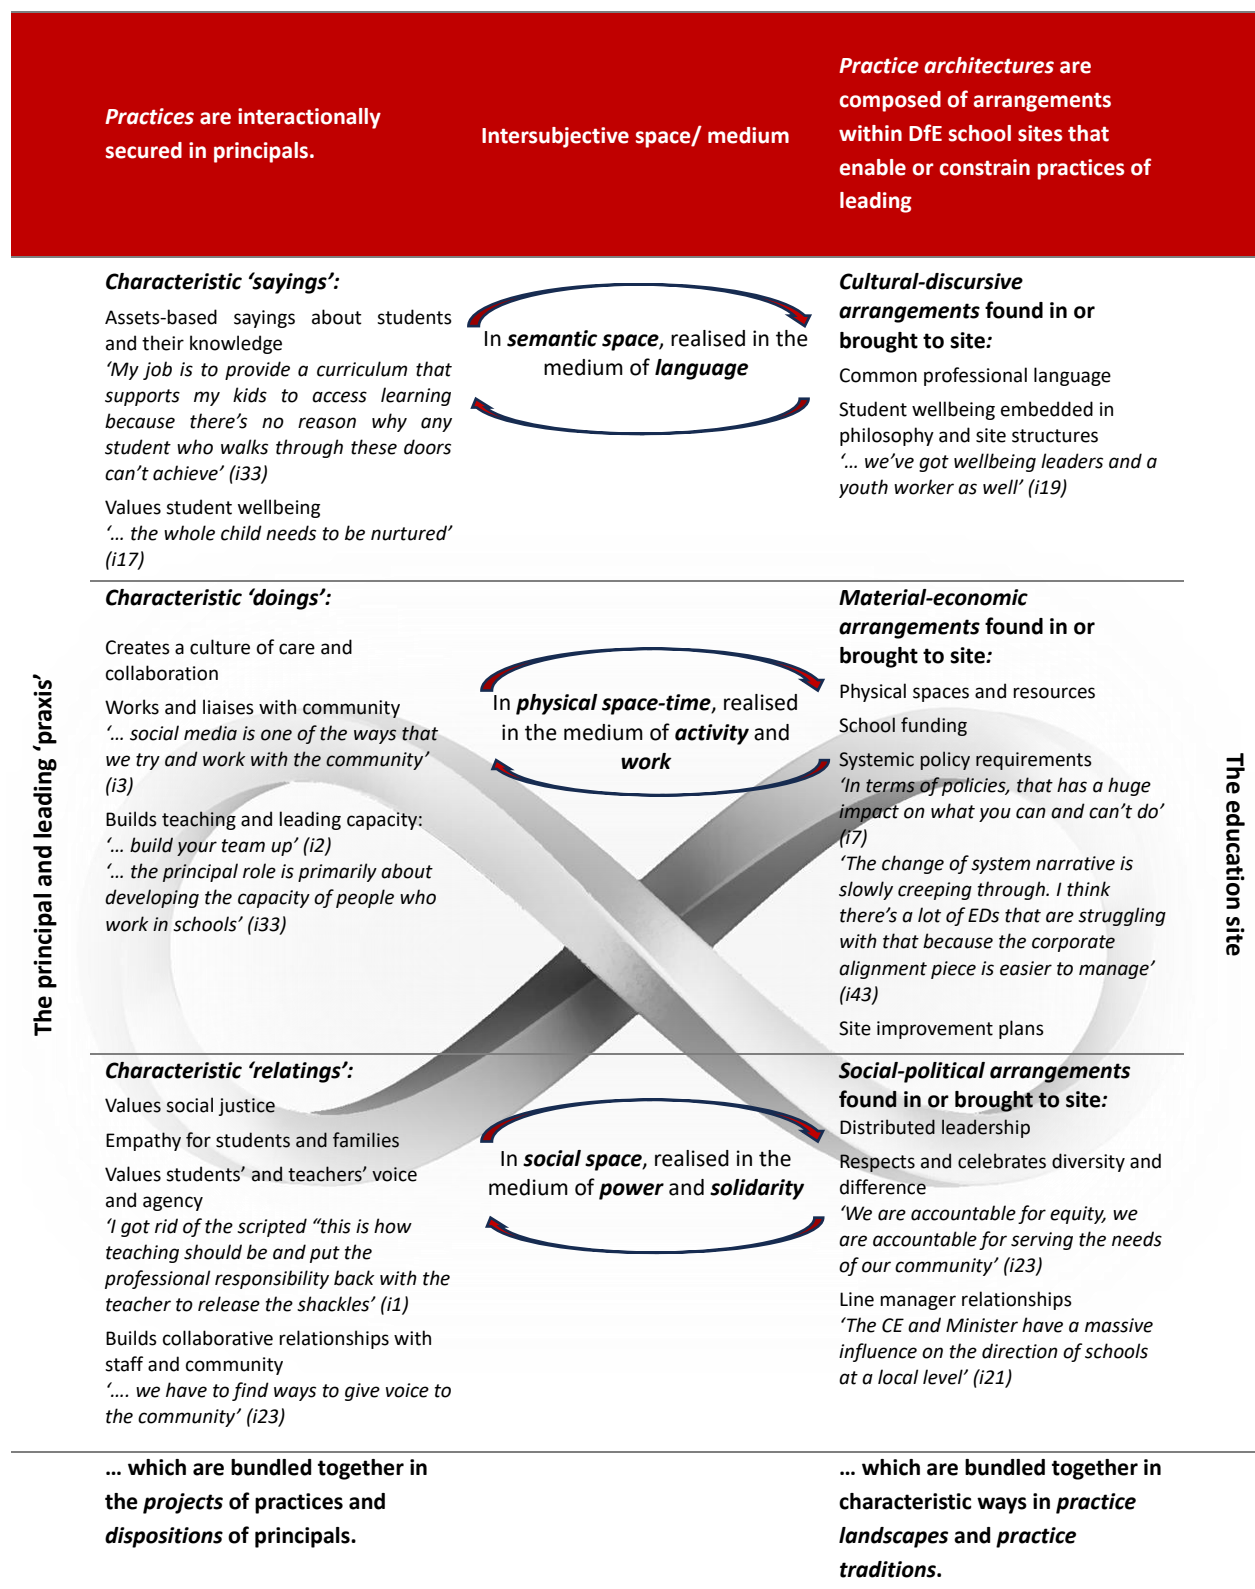 Practices are interactionally
secured in principals.
Intersubjective space/ medium
Practice architectures are
composed of arrangements
within DfE school sites that
enable or constrain practices of
leading
The principal and leading ‘praxis’
Characteristic ‘sayings’:
Assets-based sayings about students
and their knowledge
‘My job is to provide a curriculum that
supports my kids to access learning
because there’s no reason why any
student who walks through these doors
can’t achieve’ (i33)
Values student wellbeing
‘… the whole child needs to be nurtured’
(i17)
In semantic space, realised in the
medium of language
Cultural-discursive
arrangements found in or
brought to site:
Common professional language
Student wellbeing embedded in
philosophy and site structures
‘… we’ve got wellbeing leaders and a
youth worker as well’ (i19)
Characteristic ‘doings’:
Creates a culture of care and
collaboration
Works and liaises with community
‘… social media is one of the ways that
we try and work with the community’
(i3)
Builds teaching and leading capacity:
‘… build your team up’ (i2)
‘… the principal role is primarily about
developing the capacity of people who
work in schools’ (i33)
In physical space-time, realised
in the medium of activity and
work
Material-economic
arrangements found in or
brought to site:
Physical spaces and resources
School funding
Systemic policy requirements
‘In terms of policies, that has a huge
impact on what you can and can’t do’
(i7)
‘The change of system narrative is
slowly creeping through. I think
there’s a lot of EDs that are struggling
with that because the corporate
alignment piece is easier to manage’
(i43)
Site improvement plans
Characteristic ‘relatings’:
Values social justice
Empathy for students and families
Values students’ and teachers’ voice
and agency
‘I got rid of the scripted “this is how
teaching should be and put the
professional responsibility back with the
teacher to release the shackles’ (i1)
Builds collaborative relationships with
staff and community
‘…. we have to find ways to give voice to
the community’ (i23)
In social space, realised in the
medium of power and solidarity
Social-political arrangements
found in or brought to site:
Distributed leadership
Respects and celebrates diversity and
difference
‘We are accountable for equity, we
are accountable for serving the needs
of our community’ (i23)
Line manager relationships
‘The CE and Minister have a massive
influence on the direction of schools
at a local level’ (i21)
The education site
… which are bundled together in
the projects of practices and
dispositions of principals.
… which are bundled together in
characteristic ways in practice
landscapes and practice
traditions.